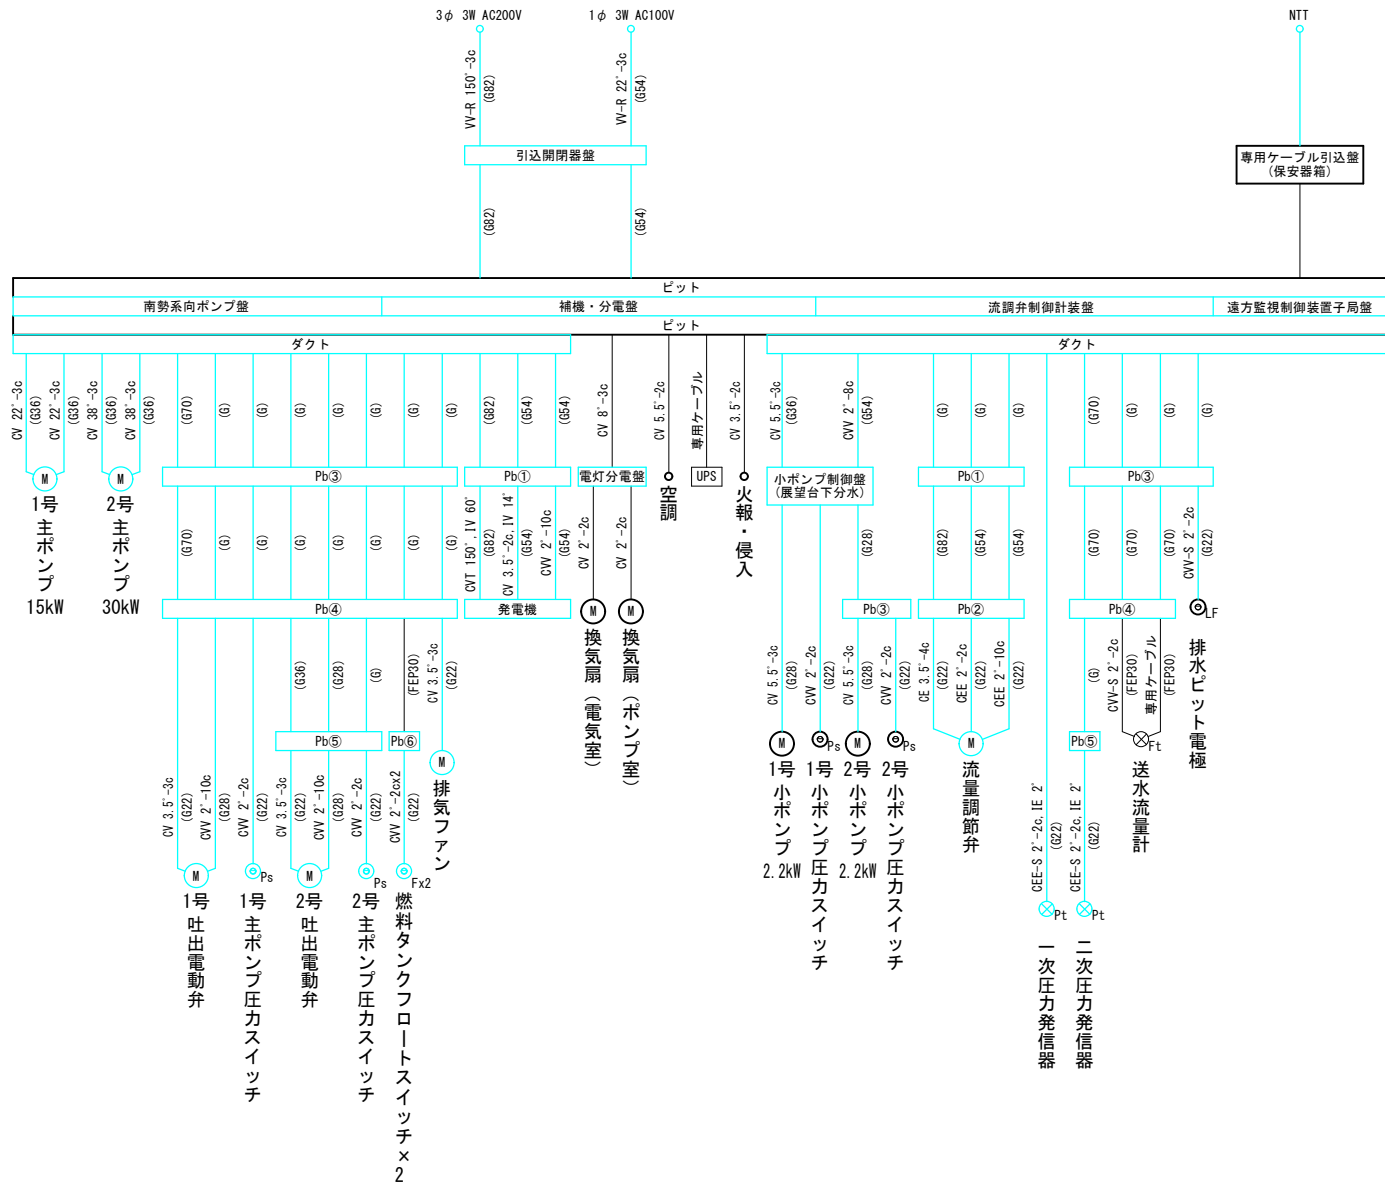 3φ 3W AC200V
1φ 3W AC100V
NTT
VV-R 150°-3c
(G82)
VV-R 22°-3c
(G54)
引込開閉器盤
専用ケーブル引込盤
(保安器箱)
(G82)
(G54)
ピット
南勢系向ポンプ盤
補機・分電盤
流調弁制御計装盤
遠方監視制御装置子局盤
ピット
ダクト
ダクト
CV 22°-3c
(G36)
CV 22°-3c
(G36)
CV 38°-3c
(G36)
CV 38°-3c
(G36)
(G70)
(G)
(G)
(G)
(G)
(G)
(G)
(G)
(G82)
(G54)
(G54)
CV 8°-3c
CV 5.5°-2c
専用ケーブル
CV 3.5°-2c
CV 5.5°-3c
(G36)
CVV 2°-8c
(G54)
(G)
(G)
(G)
(G70)
(G)
(G)
(G)
M
1号
主ポンプ
15kW
M
2号
主ポンプ
30kW
Pb③
Pb①
電灯分電盤
空調
UPS
火報・侵入
小ポンプ制御盤
(展望台下分水)
Pb①
Pb③
(G70)
(G)
(G)
(G)
(G)
(G)
(G)
(G)
CVT 150°,IV 60°
(G82)
CV 3.5°-2c,IV 14°
(G54)
CVV 2°-10c
(G54)
CV 2°-2c
CV 2°-2c
(G28)
(G82)
(G54)
(G54)
(G70)
(G70)
(G70)
CVV-S 2°-2c
(G22)
Pb④
発電機
M
換気扇(電気室)
M
換気扇(ポンプ室)
Pb③
Pb②
Pb④
LF
排水ピット電極
(G36)
(G28)
(G)
(FEP30)
CV 3.5°-3c
(G22)
CV 5.5°-3c
(G28)
CVV 2°-2c
(G22)
CV 5.5°-3c
(G28)
CVV 2°-2c
(G22)
CE 3.5°-4c
(G22)
CEE 2°-2c
(G22)
CEE 2°-10c
(G22)
(G)
CVV-S 2°-2c
(FEP30)
専用ケーブル
(FEP30)
Pb⑤
Pb⑥
M
排気ファン
M
1号
小ポンプ
2.2kW
Ps
1号
小ポンプ圧力スイッチ
M
2号
小ポンプ
2.2kW
Ps
2号
小ポンプ圧力スイッチ
M
流量調節弁
Pb⑤
Ft
送水流量計
CV 3.5°-3c
(G22)
CVV 2°-10c
(G28)
CVV 2°-2c
(G22)
CV 3.5°-3c
(G22)
CVV 2°-10c
(G28)
CVV 2°-2c
(G22)
CVV 2°-2cx2
(G22)
CEE-S 2°-2c,IE 2°
(G22)
CEE-S 2°-2c,IE 2°
(G22)
M
1号
吐出電動弁
Ps
1号
主ポンプ圧力スイッチ
M
2号
吐出電動弁
Ps
2号
主ポンプ圧力スイッチ
Fx2
燃料タンクフロートスイッチ×2
Pt
一次圧力発信器
Pt
二次圧力発信器